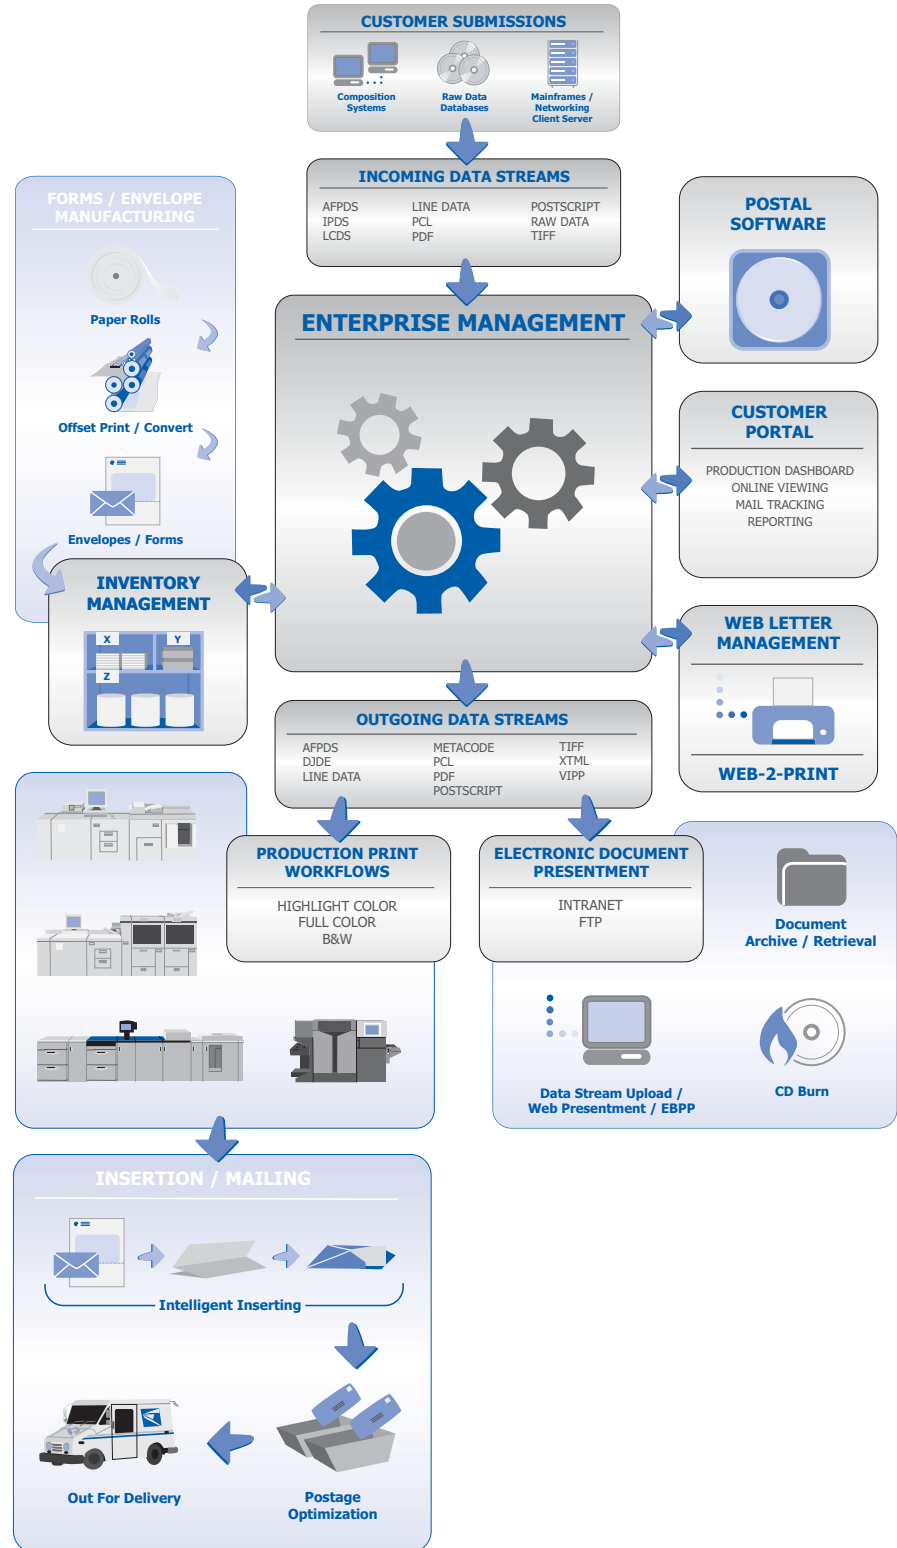 CUSTOMER SUBMISSIONS
Composition
Systems
Raw Data
Databases
Mainframes /
Networking
Client Server
INCOMING DATA STREAMS
AFPDS
IPDS
LCDS
LINE DATA
PCL
PDF
POSTSCRIPT
RAW DATA
TIFF
FORMS / ENVELOPE
MANUFACTURING
Paper Rolls
Offset Print / Convert
Envelopes / Forms
INVENTORY
MANAGEMENT
X
Y
Z
ENTERPRISE MANAGEMENT
POSTAL
SOFTWARE
CUSTOMER
PORTAL
PRODUCTION DASHBOARD
ONLINE VIEWING
MAIL TRACKING
REPORTING
WEB LETTER
MANAGEMENT
WEB-2-PRINT
OUTGOING DATA STREAMS
AFPDS
DJDE
LINE DATA
METACODE
PCL
PDF
POSTSCRIPT
TIFF
XTML
VIPP
PRODUCTION PRINT
WORKFLOWS
HIGHLIGHT COLOR
FULL COLOR
B&W
ELECTRONIC DOCUMENT
PRESENTMENT
INTRANET
FTP
Document
Archive / Retrieval
Data Stream Upload /
Web Presentment / EBPP
CD Burn
INSERTION / MAILING
Intelligent Inserting
Out For Delivery
Postage
Optimization